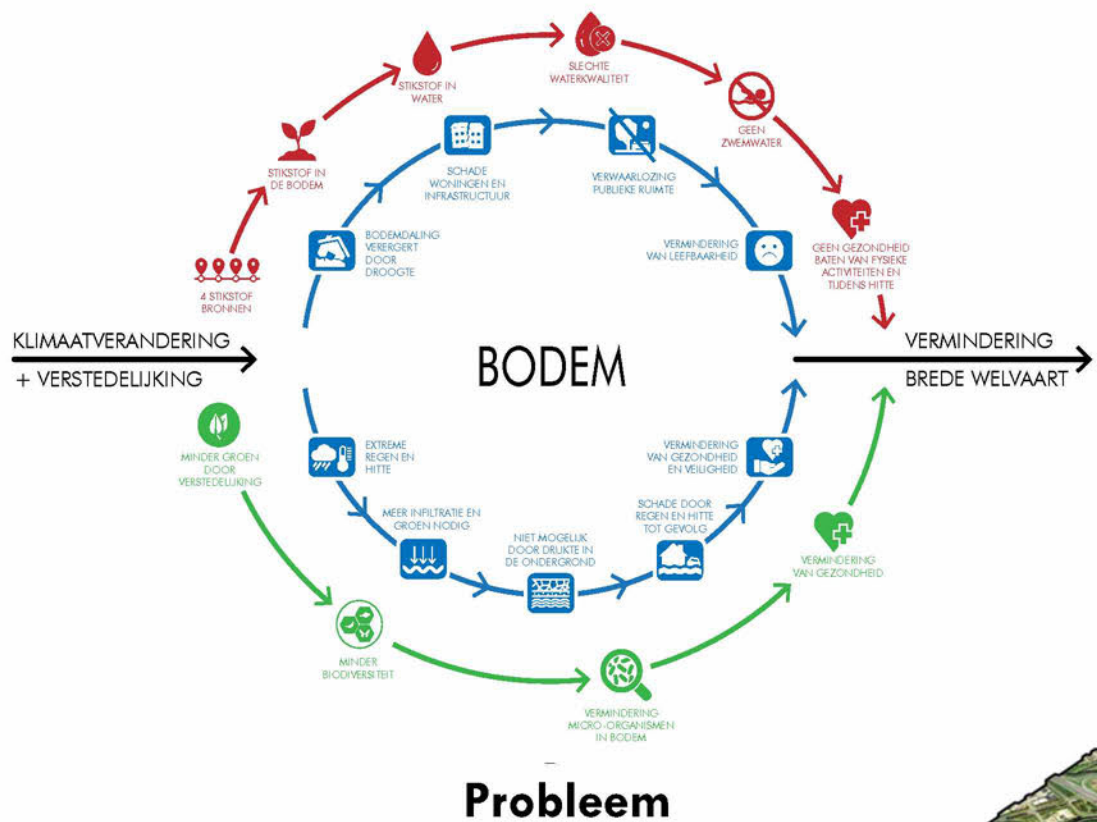 SLECHTE
WATERKWALITEIT
STIKSTOF IN
WATER
GEEN
ZWEMWATER
STIKSTOF IN
DE BODEM
SCHADE
WONINGEN EN
INFRASTRUCTUUR
VERWAARLOZING
PUBLIEKE RUIMTE
BODEMDALING
VERERGERT
DOOR
DROOGTE
VERMINDERING
VAN LEEFBAARHEID
GEEN GEZONDHEID
BATEN VAN FYSIEKE
ACTIVITEITEN EN
TIJDENS HITTE
4 STIKSTOF
BRONNEN
KLIMAATVERANDERING
+ VERSTEDELIJKING
BODEM
VERMINDERING
BREDE WELVAART
MINDER GROEN
DOOR
VERSTEDELIJKING
EXTREME
REGEN EN
HITTE
VERMINDERING
VAN GEZONDHEID
EN VEILIGHEID
MEER INFILTRATIE EN
GROEN NODIG
NIET MOGELIJK
DOOR DRUKTE IN
DE ONDERGROND
SCHADE DOOR
REGEN EN HITTE
TOT GEVOLG
VERMINDERING
VAN GEZONDHEID
MINDER
BIODIVERSITEIT
VERMINDERING-
MICRO-ORGANISMEN
IN BODEM
Probleem